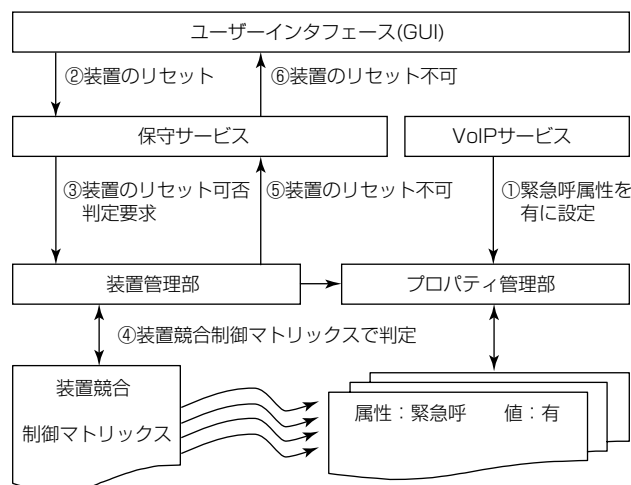 ユーザーインタフェース(GUI)
②装置のリセット
⑥装置のリセット不可
保守サービス
VoIPサービス
③装置のリセット可否
判定要求
⑤装置のリセット不可
①緊急呼属性を
有に設定
装置管理部
プロパティ管理部
④装置競合制御マトリックスで判定
装置競合
制御マトリックス
属性：緊急呼 値：有